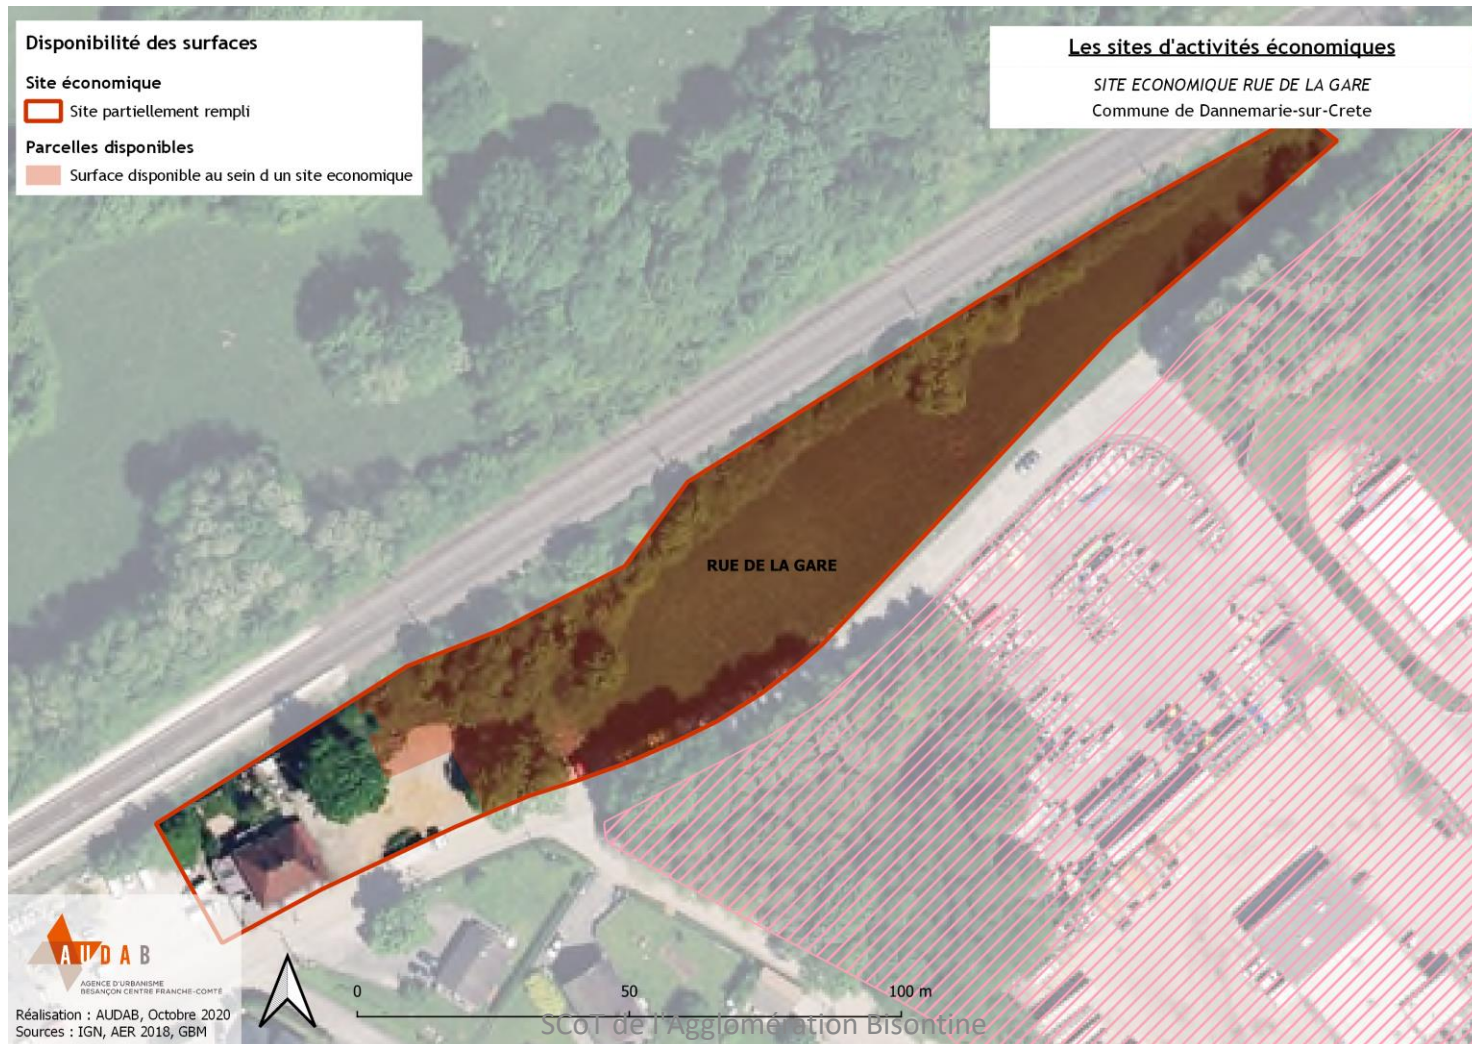 Disponibilité des surfaces
Site économique
Site partiellement rempli
Parcelles disponibles
Surface disponible au sein d un site economique
Les sites d'activités économiques
SITE ECONOMIQUE RUE DE LA GARE
Commune de Dannemarie-sur-Crete
RUE DE LA GARE
AUDAB
AGENCE D'URBANISME
BESANÇON CENTRE FRANCHE-COMTÉ
Réalisation : AUDAB, Octobre 2020
Sources : IGN, AER 2018, GBM
0 50 100 m
SCoT de l'Agglomération Bisontine